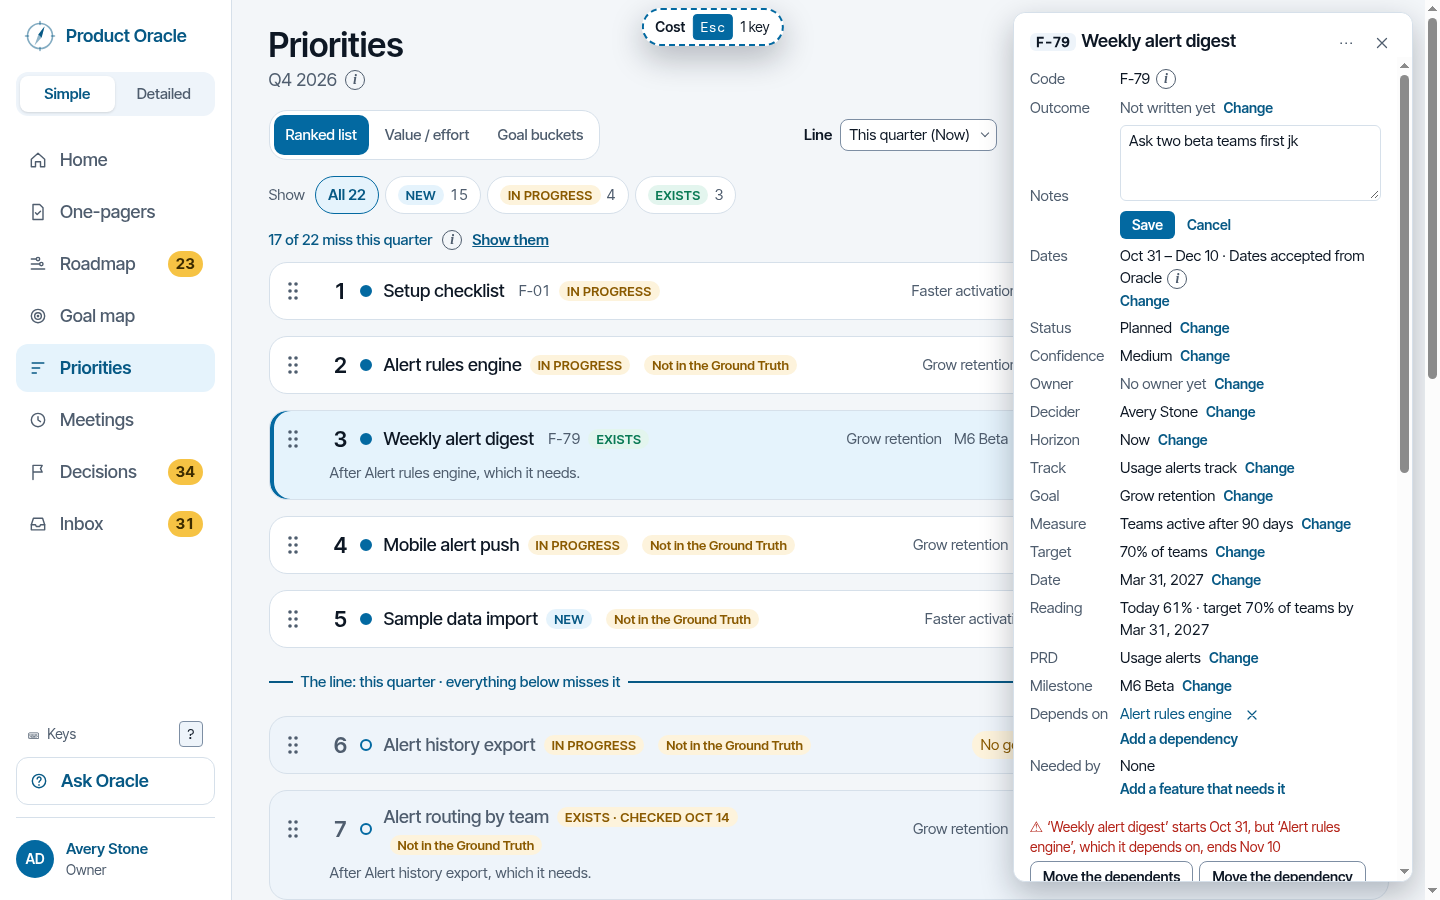 Product Oracle
Simple Detailed
Home
One-pagers
Roadmap 23
Goal map
Priorities
Meetings
Decisions 34
Inbox 31
Keys ?
Ask Oracle
AD Avery Stone
Owner
Cost Esc 1 key
Priorities
Q4 2026 i
Ranked list Value / effort Goal buckets
Line This quarter (Now)
Show All 22 NEW 15 IN PROGRESS 4 EXISTS 3
17 of 22 miss this quarter i Show them
1 Setup checklist F-01 IN PROGRESS Faster activation
2 Alert rules engine IN PROGRESS Not in the Ground Truth Grow retention
3 Weekly alert digest F-79 EXISTS Grow retention M6 Beta
After Alert rules engine, which it needs.
4 Mobile alert push IN PROGRESS Not in the Ground Truth Grow retention
5 Sample data import NEW Not in the Ground Truth Faster activati
The line: this quarter · everything below misses it
6 Alert history export IN PROGRESS Not in the Ground Truth No g
7 Alert routing by team EXISTS · CHECKED OCT 14 Grow retention
Not in the Ground Truth
After Alert history export, which it needs.
F-79 Weekly alert digest
Code F-79 i
Outcome Not written yet Change
Ask two beta teams first jk
Notes
Save Cancel
Dates Oct 31 – Dec 10 · Dates accepted from
Oracle i
Change
Status Planned Change
Confidence Medium Change
Owner No owner yet Change
Decider Avery Stone Change
Horizon Now Change
Track Usage alerts track Change
Goal Grow retention Change
Measure Teams active after 90 days Change
Target 70% of teams Change
Date Mar 31, 2027 Change
Reading Today 61% · target 70% of teams by
Mar 31, 2027
PRD Usage alerts Change
Milestone M6 Beta Change
Depends on Alert rules engine
Add a dependency
Needed by None
Add a feature that needs it
⚠ ‘Weekly alert digest’ starts Oct 31, but ‘Alert rules
engine’, which it depends on, ends Nov 10
Move the dependents Move the dependency